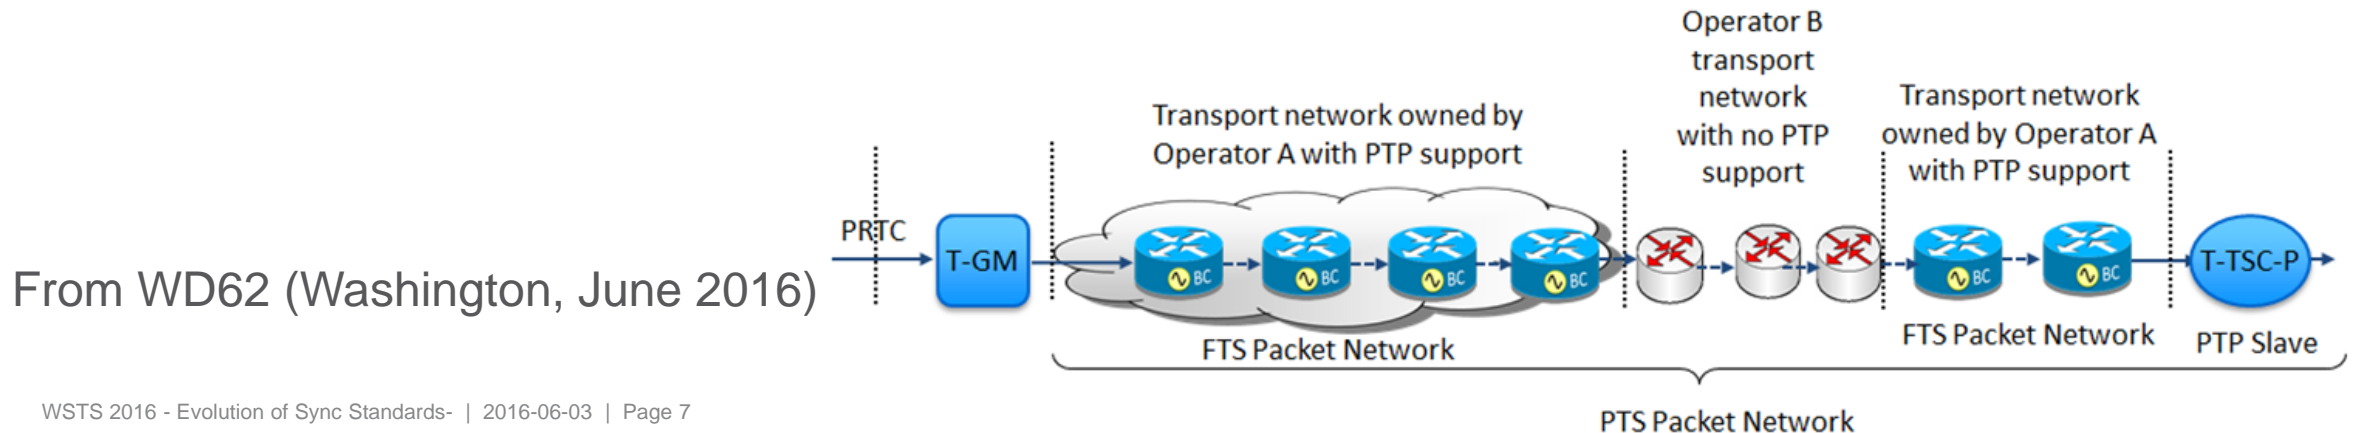 Operator B
transport
network
with no PTP
support
Transport network owned by
Operator A with PTP support
Transport network
owned by Operator A
with PTP support
PRTC
T-GM
BC
BC
BC
BC
BC
BC
T-TSC-P
From WD62 (Washington, June 2016)
FTS Packet Network
FTS Packet Network
PTP Slave
WSTS 2016 - Evolution of Sync Standards- | 2016-06-03 | Page 7
PTS Packet Network